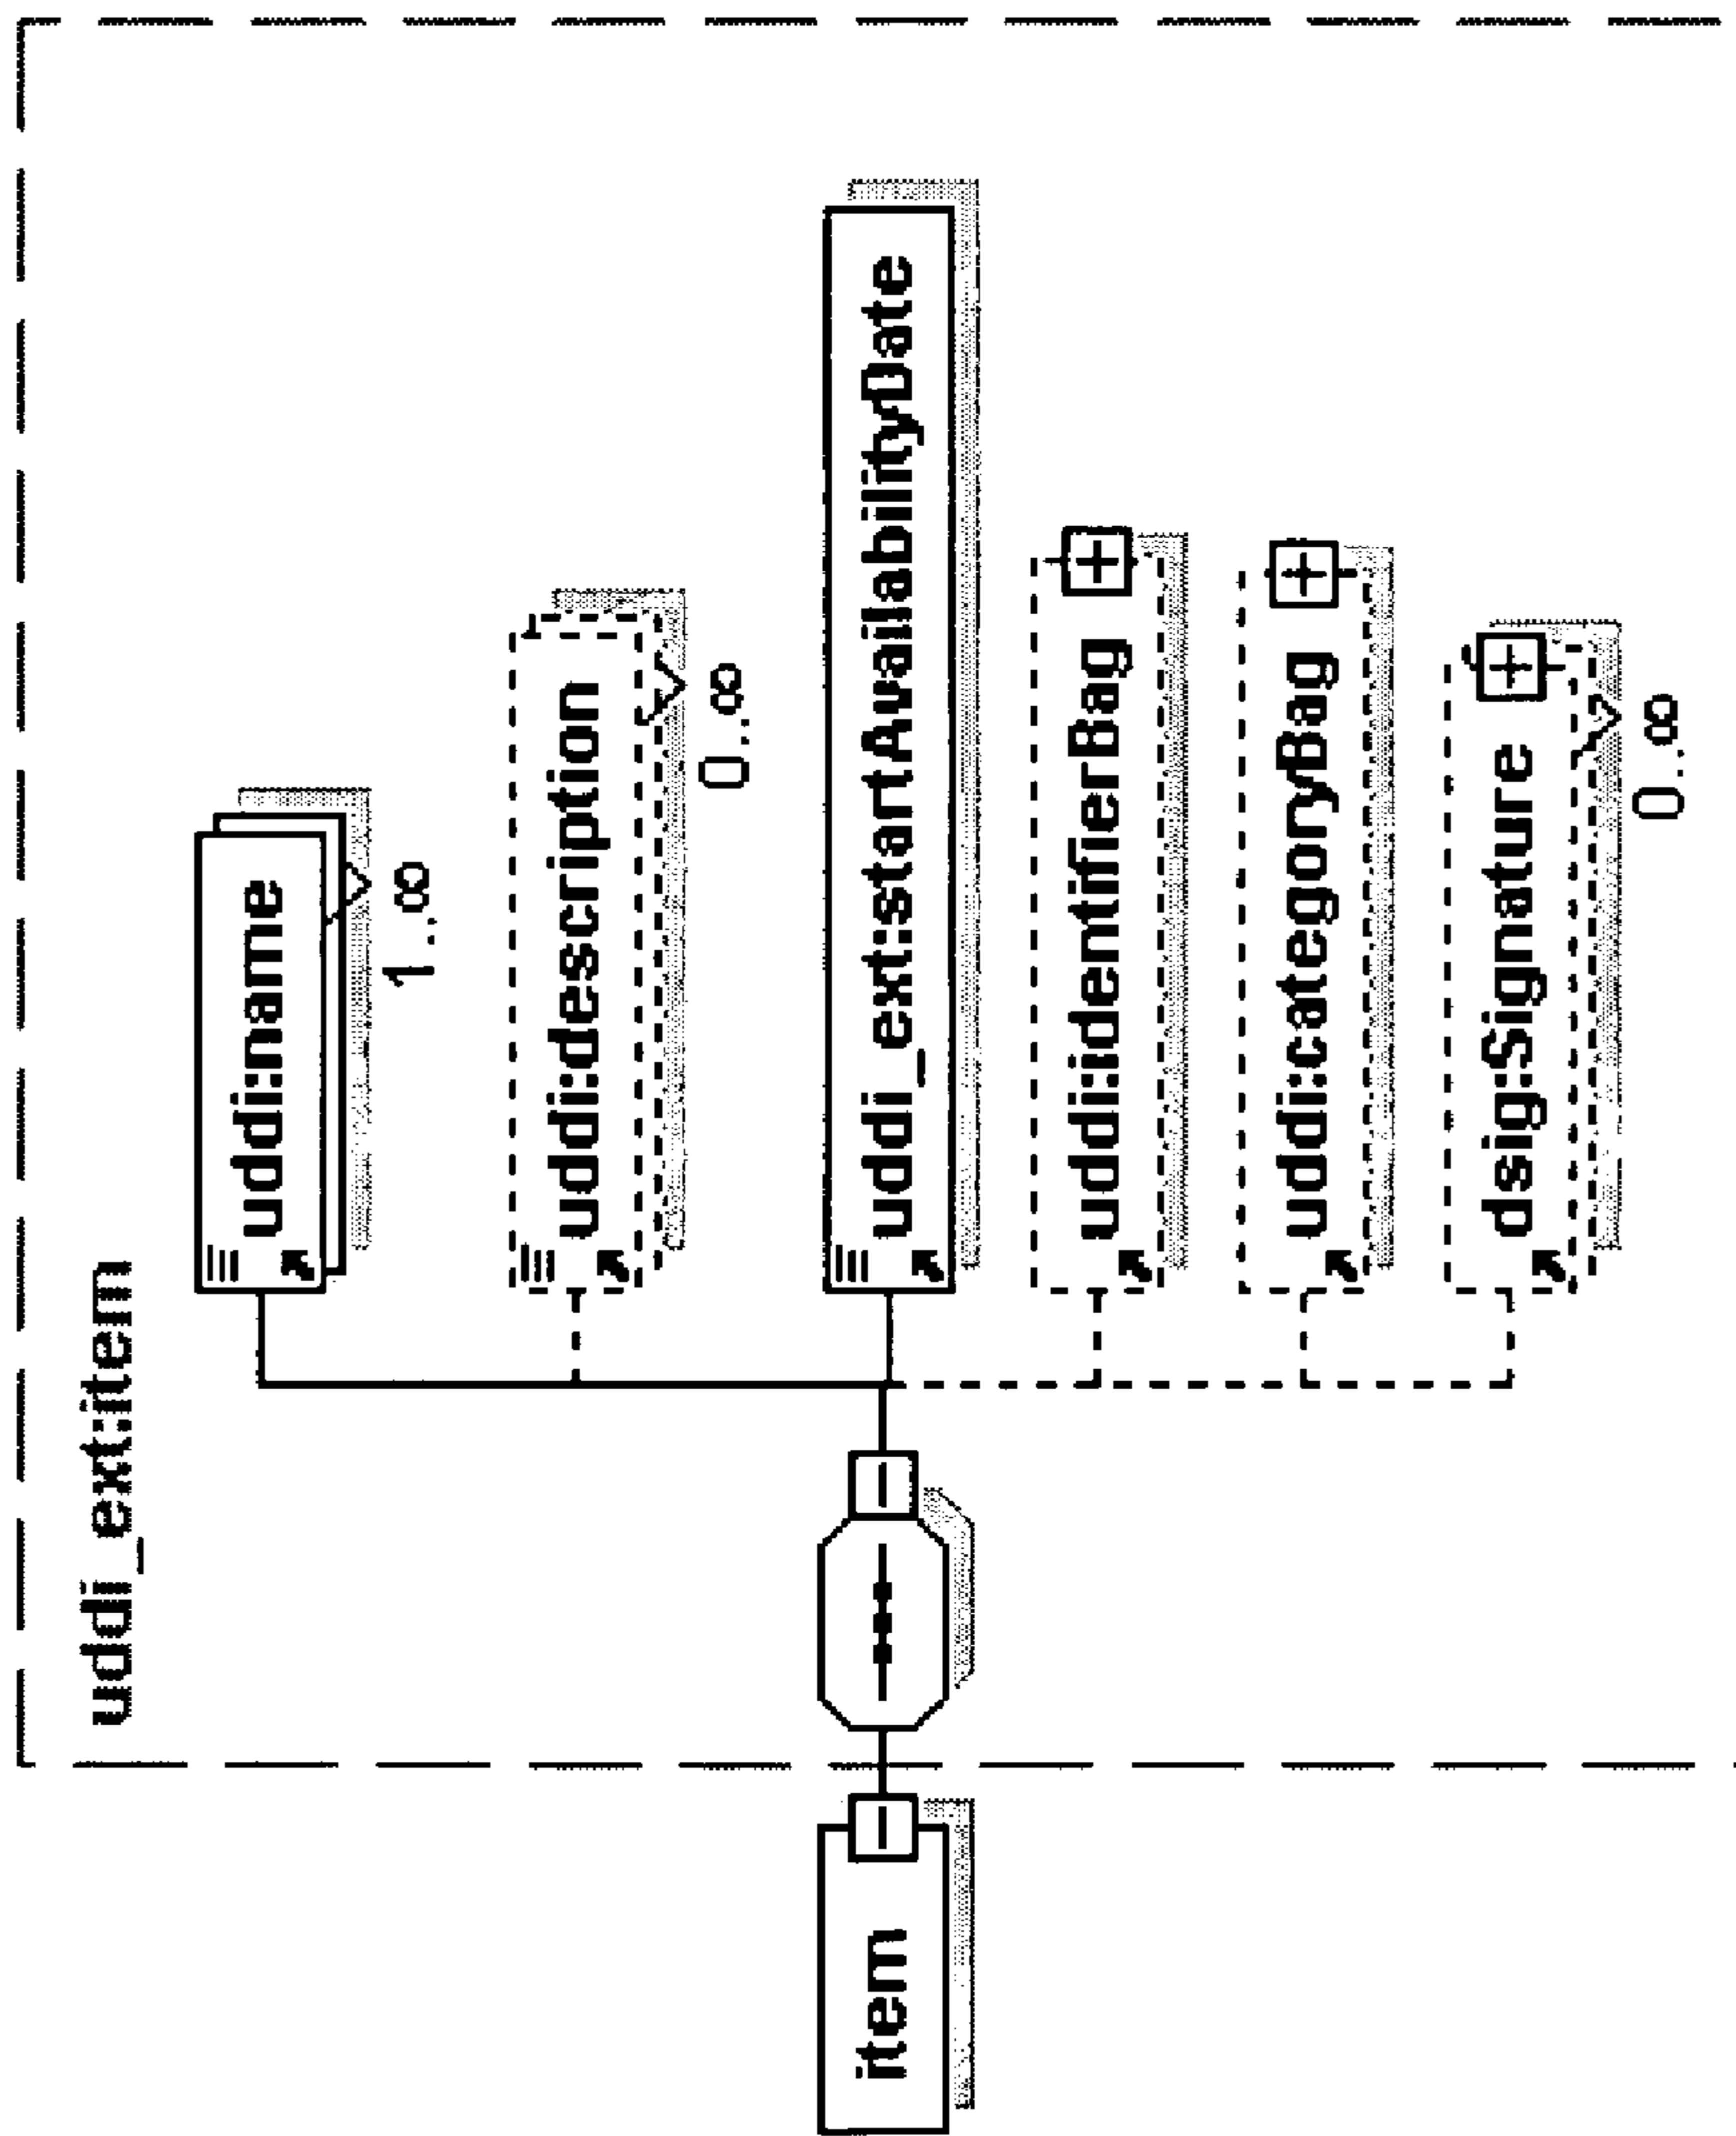 uddi_ext:item
item
uddi:name
1..∞
uddi:description
0..∞
uddi_ext:startAvailabilityDate
uddi:identifierBag
uddi:categoryBag
dsig:Signature
0..∞